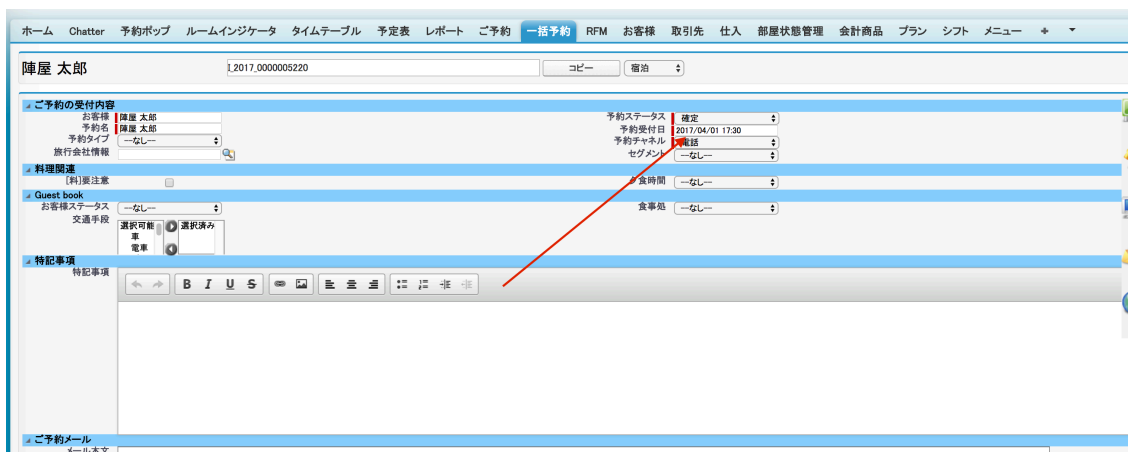 ホーム Chatter 予約ポップ ルームインジケータ タイムテーブル 予定表 レポート ご予約 一括予約 RFM お客様 取引先 仕入 部屋状態管理 会計商品 プラン シフト メニュー +
陣屋 太郎 I_2017_0000005220 コピー 宿泊
ご予約の受付内容
お客様 陣屋 太郎 予約ステータス 確定
予約名 陣屋 太郎 予約受付日 2017/04/01 17:30
予約タイプ --なし-- 予約チャネル 電話
旅行会社情報 セグメント --なし--
料理関連
[料]要注意 夕食時間 --なし--
Guest book
お客様ステータス --なし-- 食事処 --なし--
交通手段 選択可能 選択済み
車
電車
特記事項
特記事項
B I U S
ご予約メール
メール本文